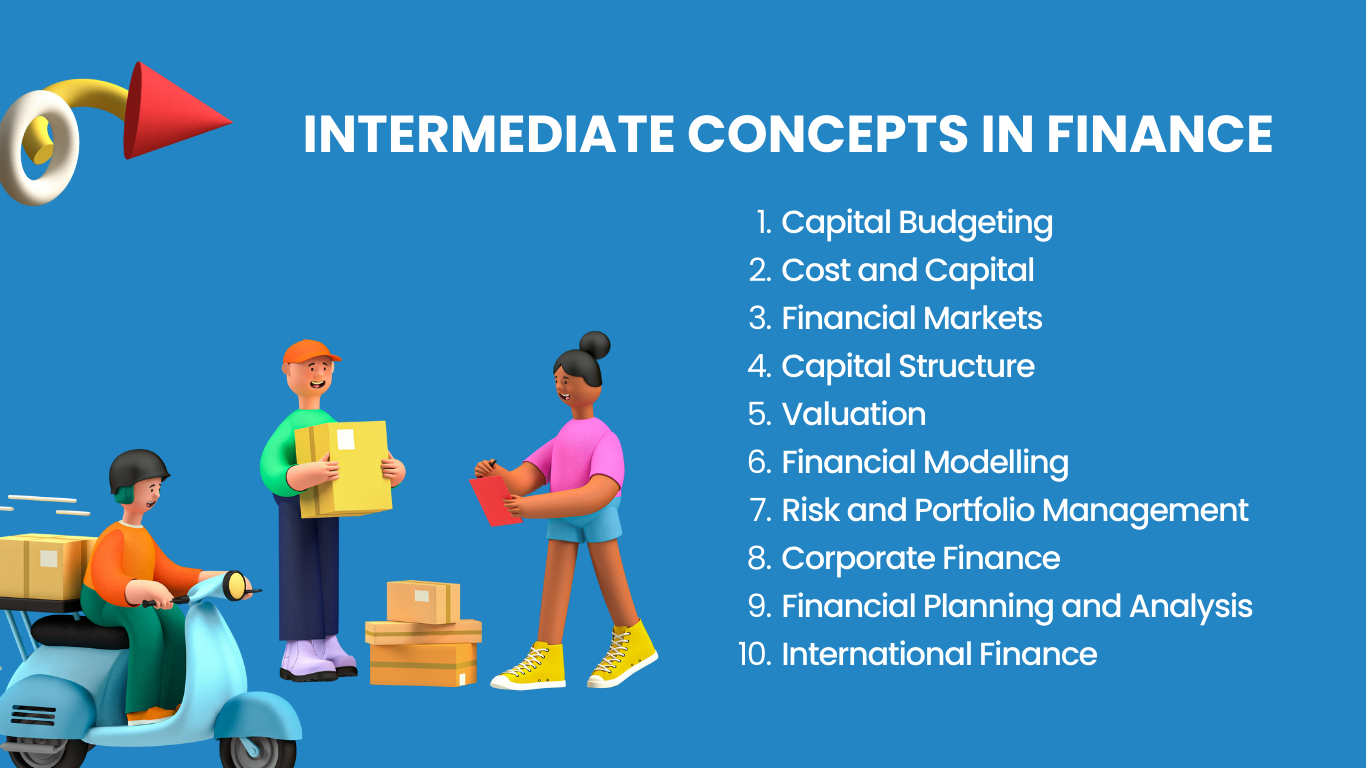 INTERMEDIATE CONCEPTS IN FINANCE
1. Capital Budgeting
2. Cost and Capital
3. Financial Markets
4. Capital Structure
5. Valuation
6. Financial Modelling
7. Risk and Portfolio Management
8. Corporate Finance
9. Financial Planning and Analysis
10. International Finance